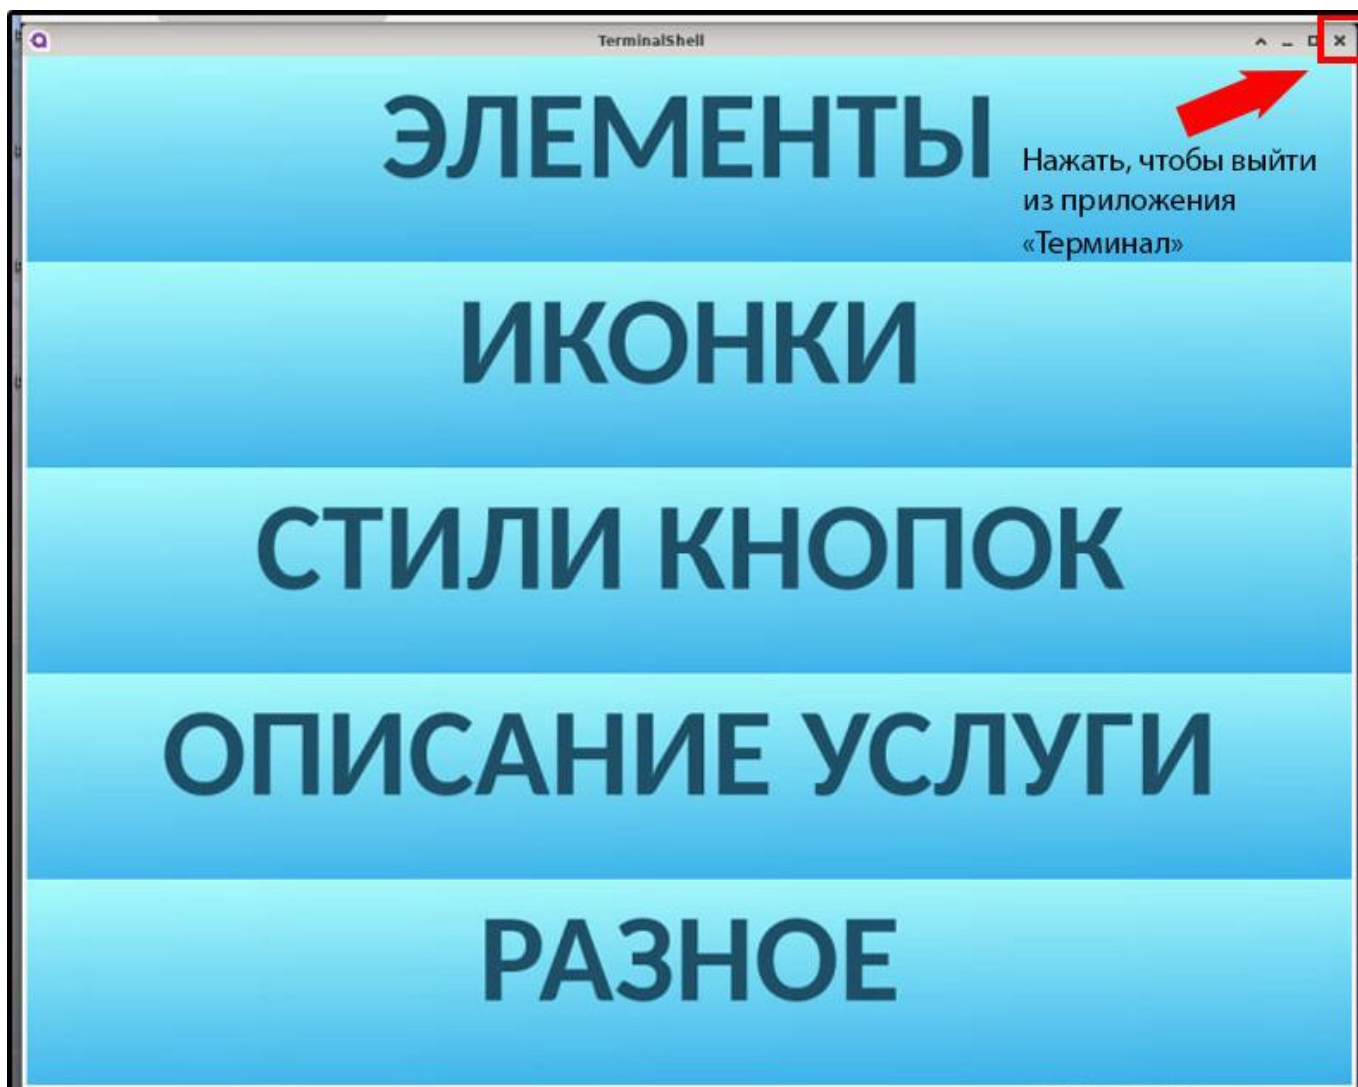 TerminalShell
ЭЛЕМЕНТЫ
Нажать, чтобы выйти
из приложения
«Терминал»
ИКОНКИ
СТИЛИ КНОПОК
ОПИСАНИЕ УСЛУГИ
РАЗНОЕ